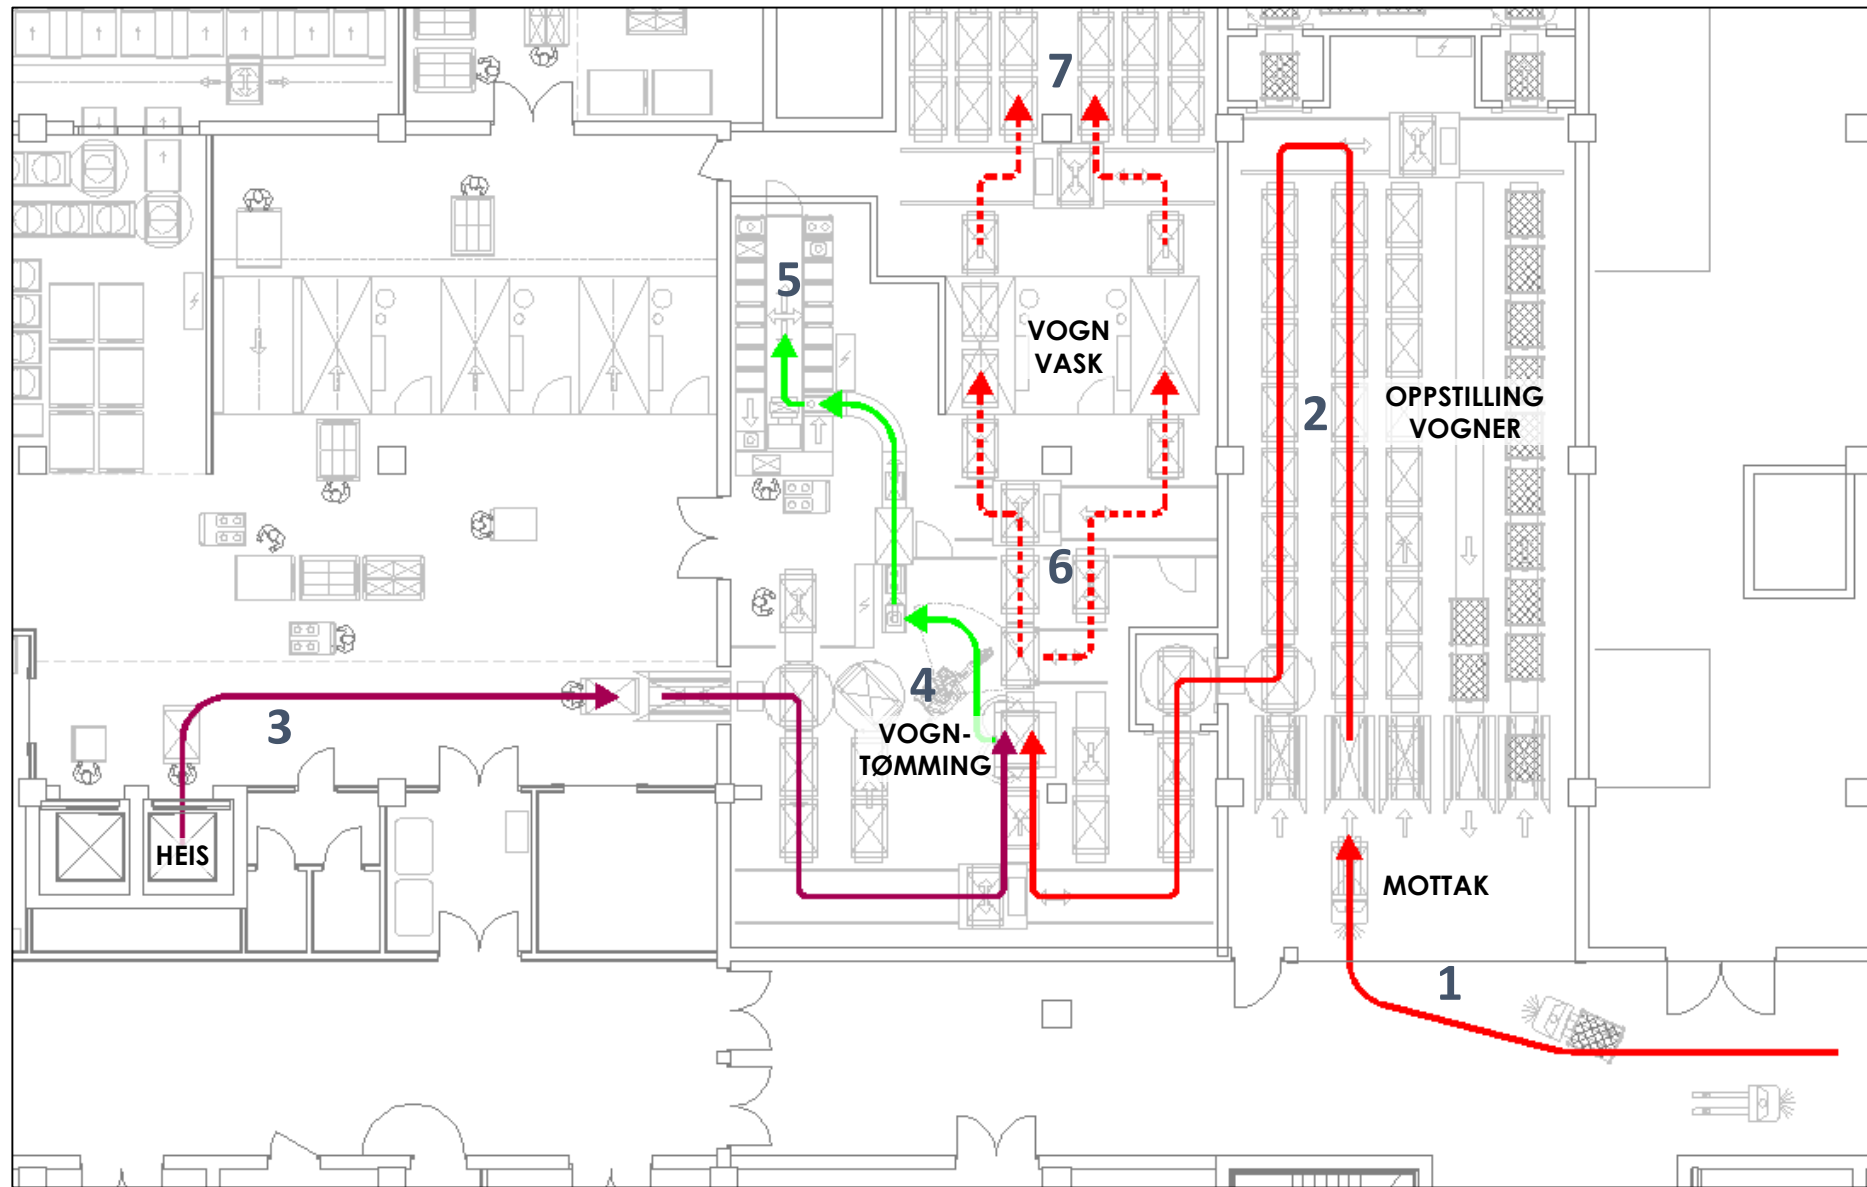 7
5
VOGN
VASK
2
OPPSTILLING
VOGNER
6
4
3
VOGN-
TØMMING
HEIS
MOTTAK
1